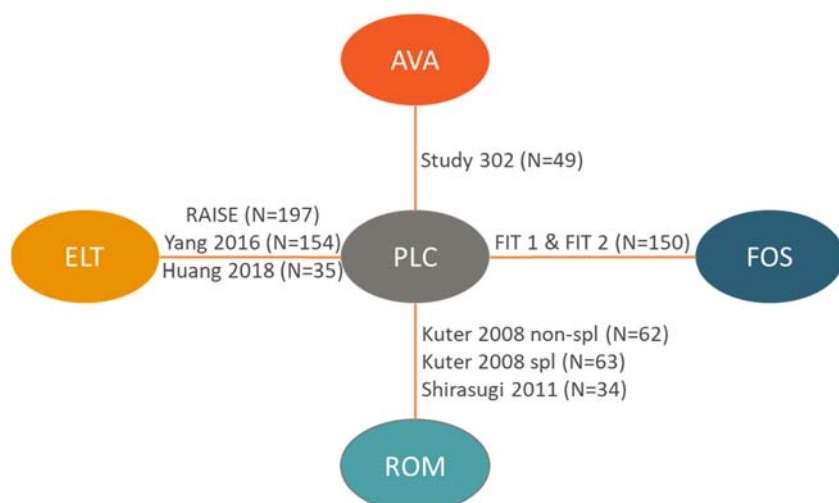 AVA
Study 302 (N=49)
RAISE (N=197)
Yang 2016 (N=154)
Huang 2018 (N=35)
ELT
PLC
FIT 1 & FIT 2 (N=150)
FOS
Kuter 2008 non-spl (N=62)
Kuter 2008 spl (N=63)
Shirasugi 2011 (N=34)
ROM